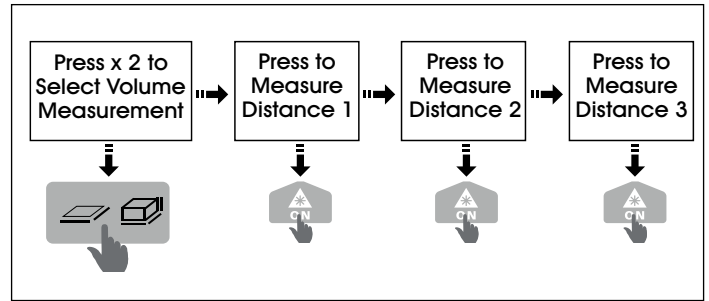 Press x 2 to
Select Volume
Measurement
Press to
Measure
Distance 1
Press to
Measure
Distance 2
Press to
Measure
Distance 3
ON
ON
ON